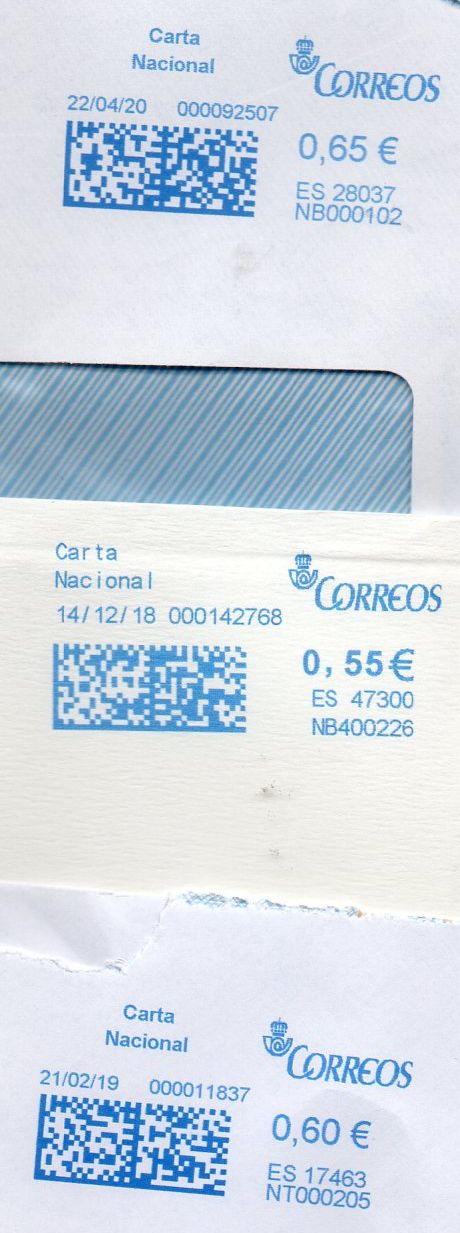 Carta
Nacional
CORREOS
22/04/20 000092507
0,65 €
ES 28037
NB000102
Carta
Nacional
CORREOS
14/12/18 000142768
0,55€
ES 47300
NB400226
Carta
Nacional
CORREOS
21/02/19 000011837
0,60 €
ES 17463
NT000205